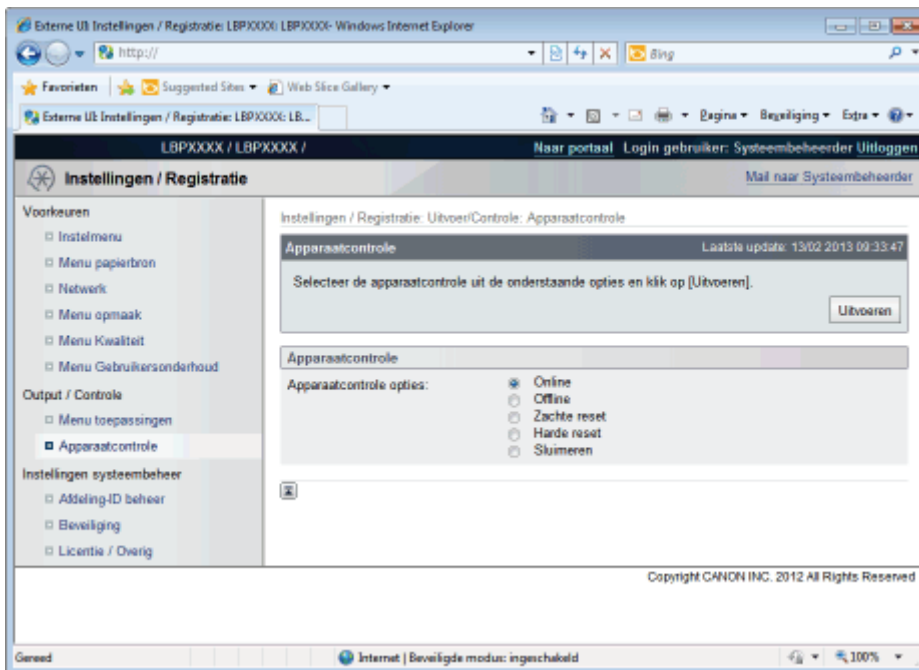 Externe UI: Instellingen / Registratie: LBPXXXX: LBPXXXX- Windows Internet Explorer
http://
Bing
Favorieten
Suggested Sites
Web Slice Gallery
Externe UI: Instellingen / Registratie: LBPXXXX: LB...
Pagina
Beveiliging
Extra
LBPXXXX / LBPXXXX /
Naar portaal Login gebruiker: Systeembeheerder Uitloggen
Instellingen / Registratie
Mail naar Systeembeheerder
Voorkeuren
Instelmenu
Menu papierbron
Netwerk
Menu opmaak
Menu Kwaliteit
Menu Gebruikersonderhoud
Output / Controle
Menu toepassingen
Apparaatcontrole
Instellingen systeembeheer
Afdeling-ID beheer
Beveiliging
Licentie / Overig
Instellingen / Registratie: Uitvoer/Controle: Apparaatcontrole
Apparaatcontrole
Laatste update: 13/02 2013 09:33:47
Selecteer de apparaatcontrole uit de onderstaande opties en klik op [Uitvoeren].
Uitvoeren
Apparaatcontrole
Apparaatcontrole opties:
Online
Offline
Zachte reset
Harde reset
Sluimeren
Copyright CANON INC. 2012 All Rights Reserved
Gereed
Internet | Beveiligde modus: ingeschakeld
100%